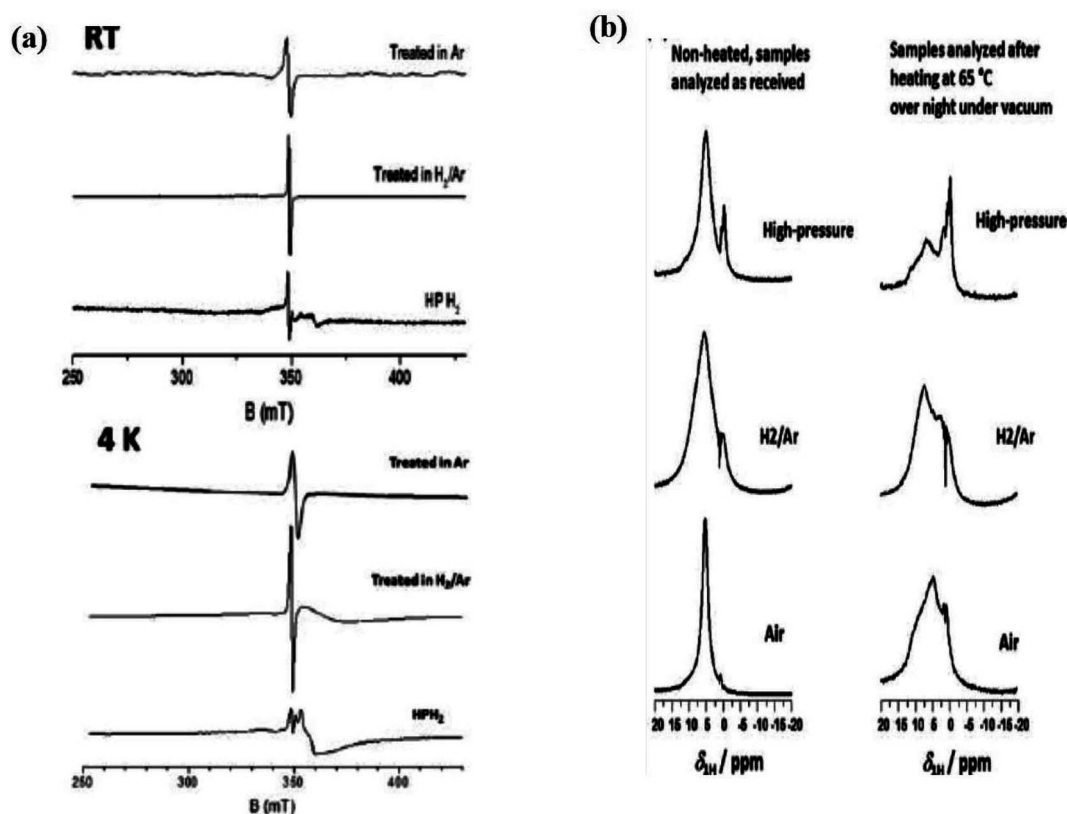 (a)
RT
Treated in Ar
Treated in H2/Ar
HP H2
250 300 350 400
B (mT)
4 K
Treated in Ar
Treated in H2/Ar
HPH2
250 300 350 400
B (mT)
(b)
Non-heated, samples
analyzed as received
High-pressure
H2/Ar
Air
20 15 10 5 0 -5 -10 -15 -20
δ1H / ppm
Samples analyzed after
heating at 65 °C
over night under vacuum
High-pressure
H2/Ar
Air
20 15 10 5 0 -5 -10 -15 -20
δ1H / ppm